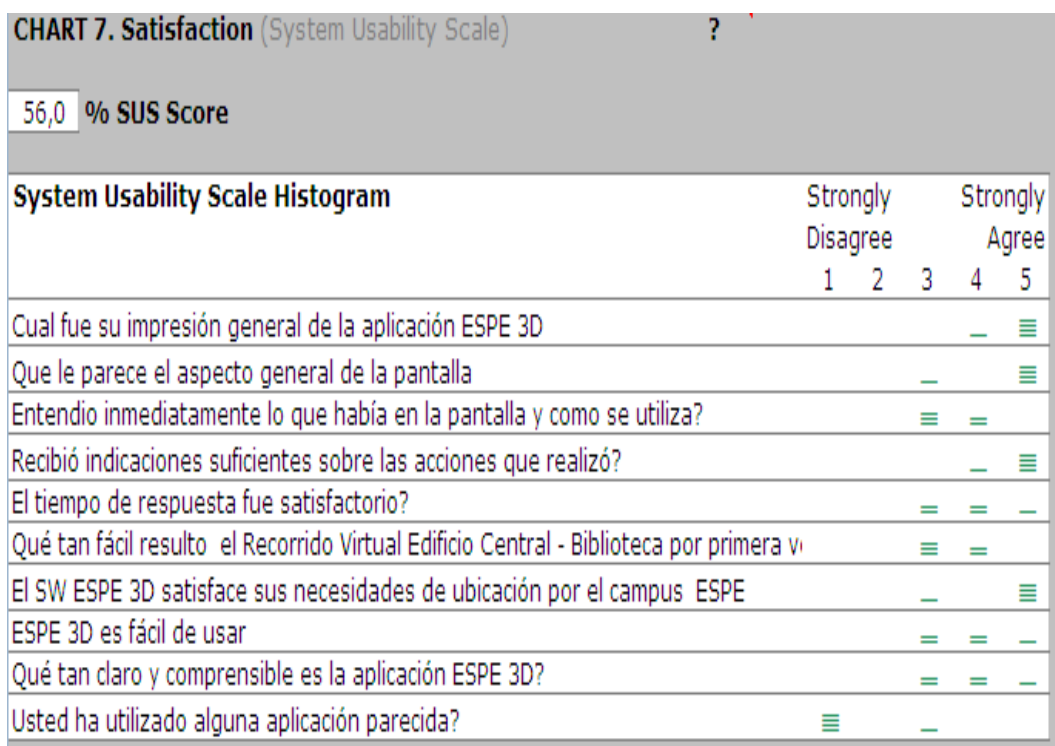 CHART 7. Satisfaction (System Usability Scale) ?
56,0 % SUS Score
System Usability Scale Histogram Strongly Strongly
Disagree Agree
1 2 3 4 5
Cual fue su impresión general de la aplicación ESPE 3D
Que le parece el aspecto general de la pantalla
Entendio inmediatamente lo que había en la pantalla y como se utiliza?
Recibió indicaciones suficientes sobre las acciones que realizó?
El tiempo de respuesta fue satisfactorio?
Qué tan fácil resulto el Recorrido Virtual Edificio Central - Biblioteca por primera
El SW ESPE 3D satisface sus necesidades de ubicación por el campus ESPE
ESPE 3D es fácil de usar
Qué tan claro y comprensible es la aplicación ESPE 3D?
Usted ha utilizado alguna aplicación parecida?